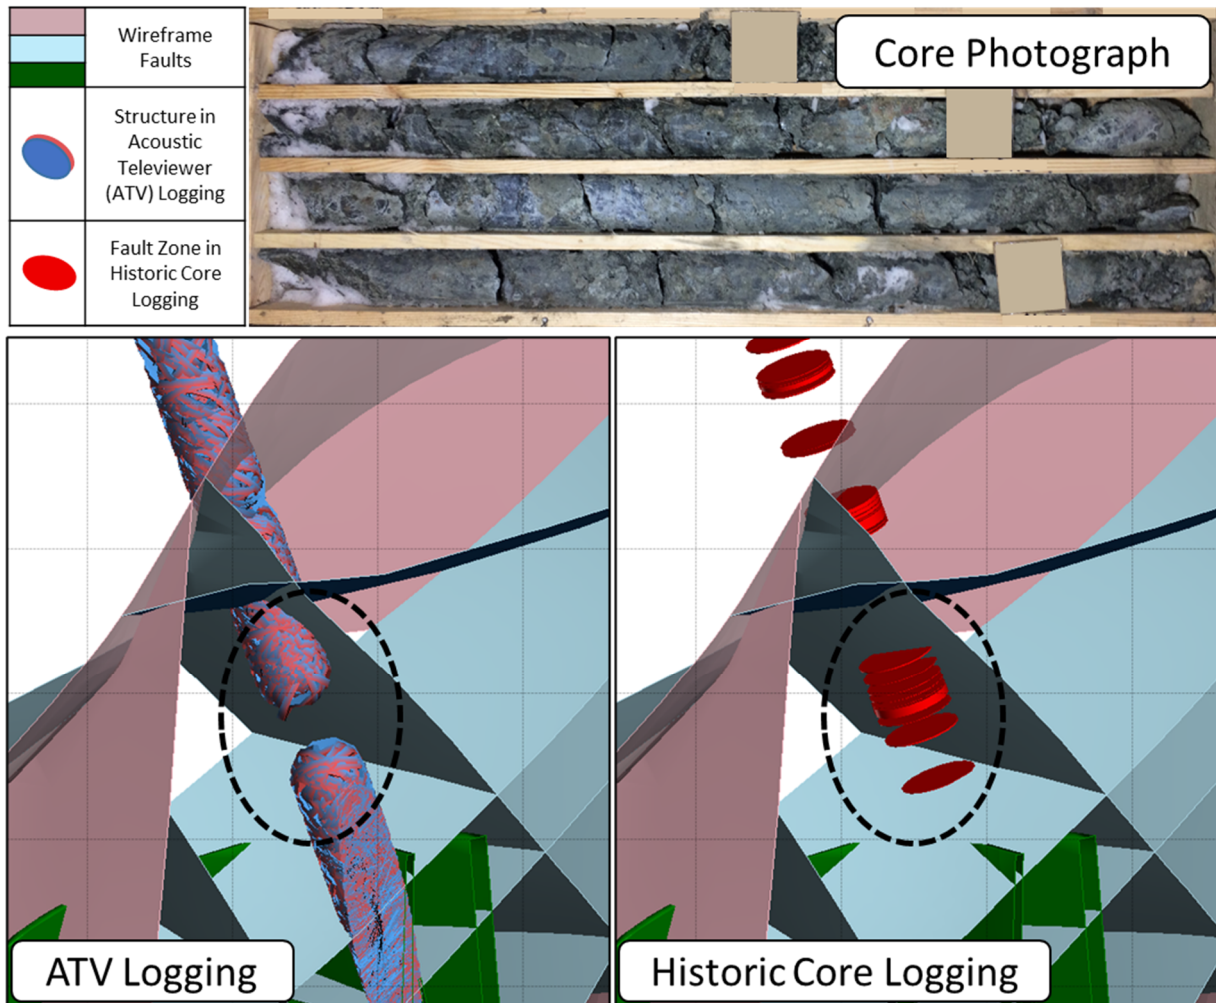 Wireframe
Faults
Structure in
Acoustic
Televiewer
(ATV) Logging
Fault Zone in
Historic Core
Logging
Core Photograph
ATV Logging
Historic Core Logging